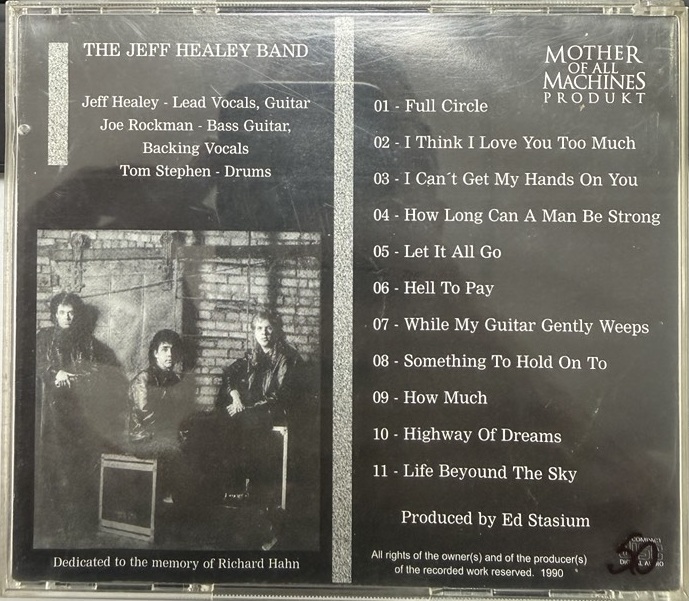 THE JEFF HEALEY BAND
Jeff Healey - Lead Vocals, Guitar
Joe Rockman - Bass Guitar,
Backing Vocals
Tom Stephen - Drums
Dedicated to the memory of Richard Hahn
MOTHER
OF ALL
MACHINES
PRODUKT
01 - Full Circle
02 - I Think I Love You Too Much
03 - I Can´t Get My Hands On You
04 - How Long Can A Man Be Strong
05 - Let It All Go
06 - Hell To Pay
07 - While My Guitar Gently Weeps
08 - Something To Hold On To
09 - How Much
10 - Highway Of Dreams
11 - Life Beyound The Sky
Produced by Ed Stasium
All rights of the owner(s) and of the producer(s)
of the recorded work reserved. 1990
COMPACT